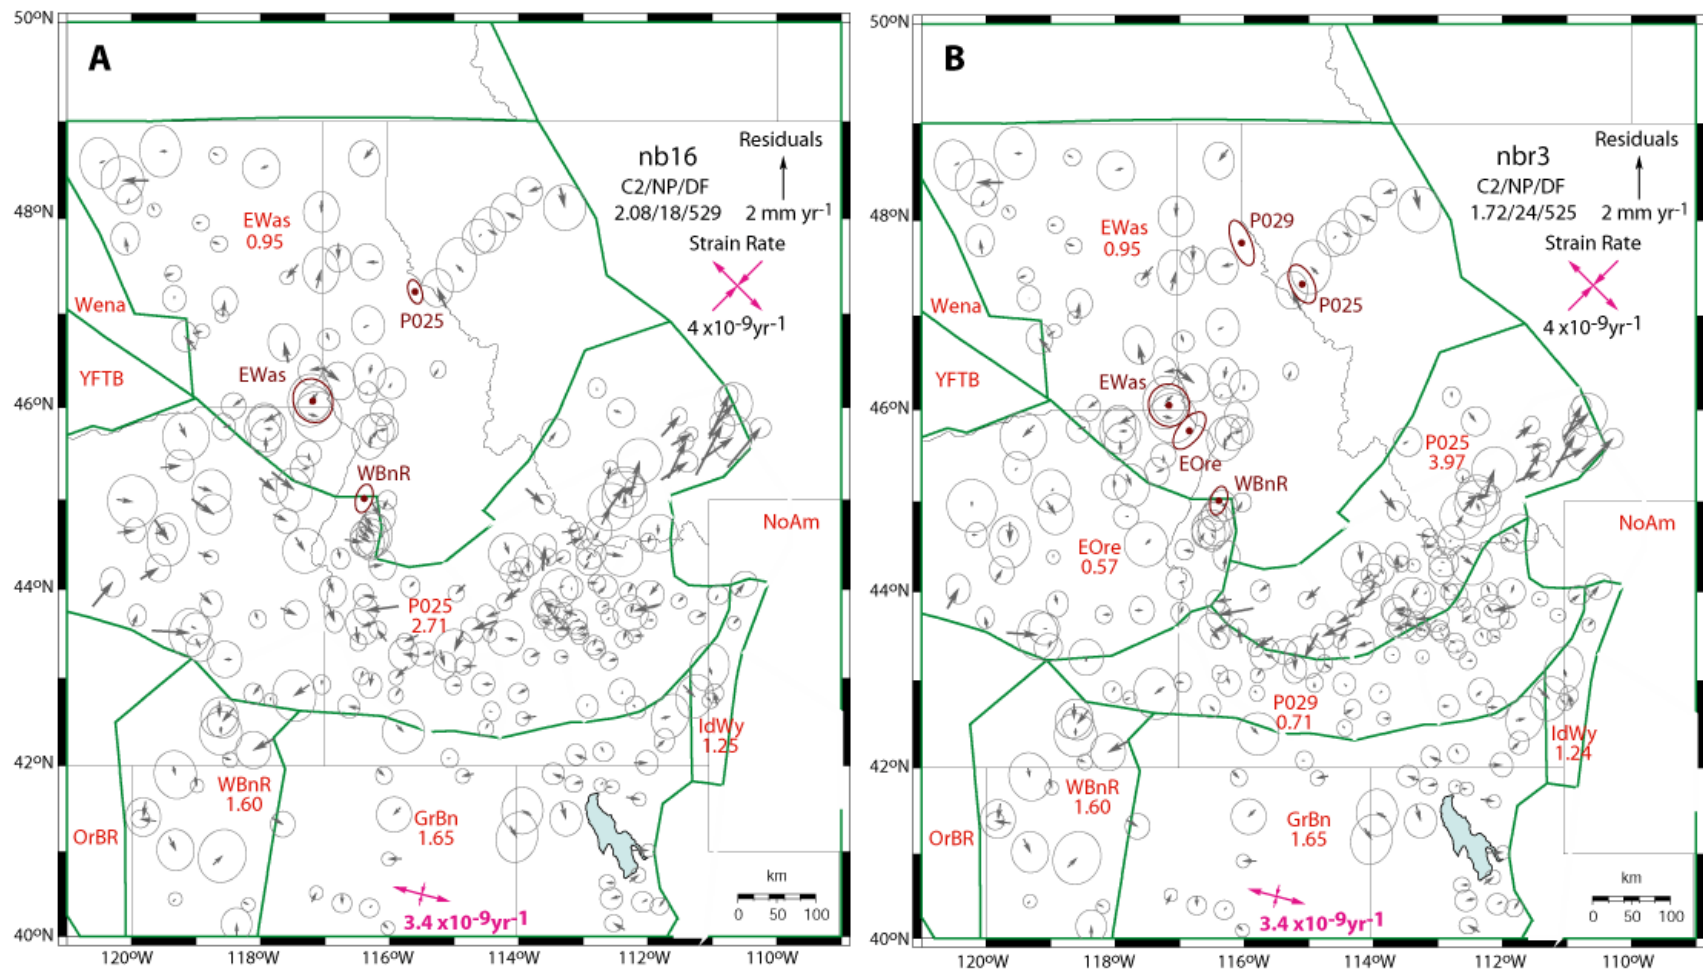 50°N
A
nb16
C2/NP/DF
2.08/18/529
Residuals
2 mm yr-1
Strain Rate
4 x10-9yr-1
48°N
EWas
0.95
Wena
P025
YFTB
EWas
46°N
WBnR
NoAm
44°N
P025
2.71
IdWy
1.25
42°N
WBnR
1.60
GrBn
1.65
OrBR
km
0 50 100
3.4 x10-9yr-1
40°N
120°W 118°W 116°W 114°W 112°W 110°W
50°N
B
nbr3
C2/NP/DF
1.72/24/525
Residuals
2 mm yr-1
Strain Rate
4 x10-9yr-1
48°N
EWas
0.95
P029
Wena
P025
YFTB
EWas
46°N
EOre
P025
3.97
WBnR
NoAm
EOre
0.57
44°N
P029
0.71
IdWy
1.24
42°N
WBnR
1.60
GrBn
1.65
OrBR
km
0 50 100
3.4 x10-9yr-1
40°N
120°W 118°W 116°W 114°W 112°W 110°W